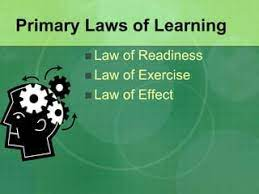 Primary Laws of Learning
Law of Readiness
Law of Exercise
Law of Effect